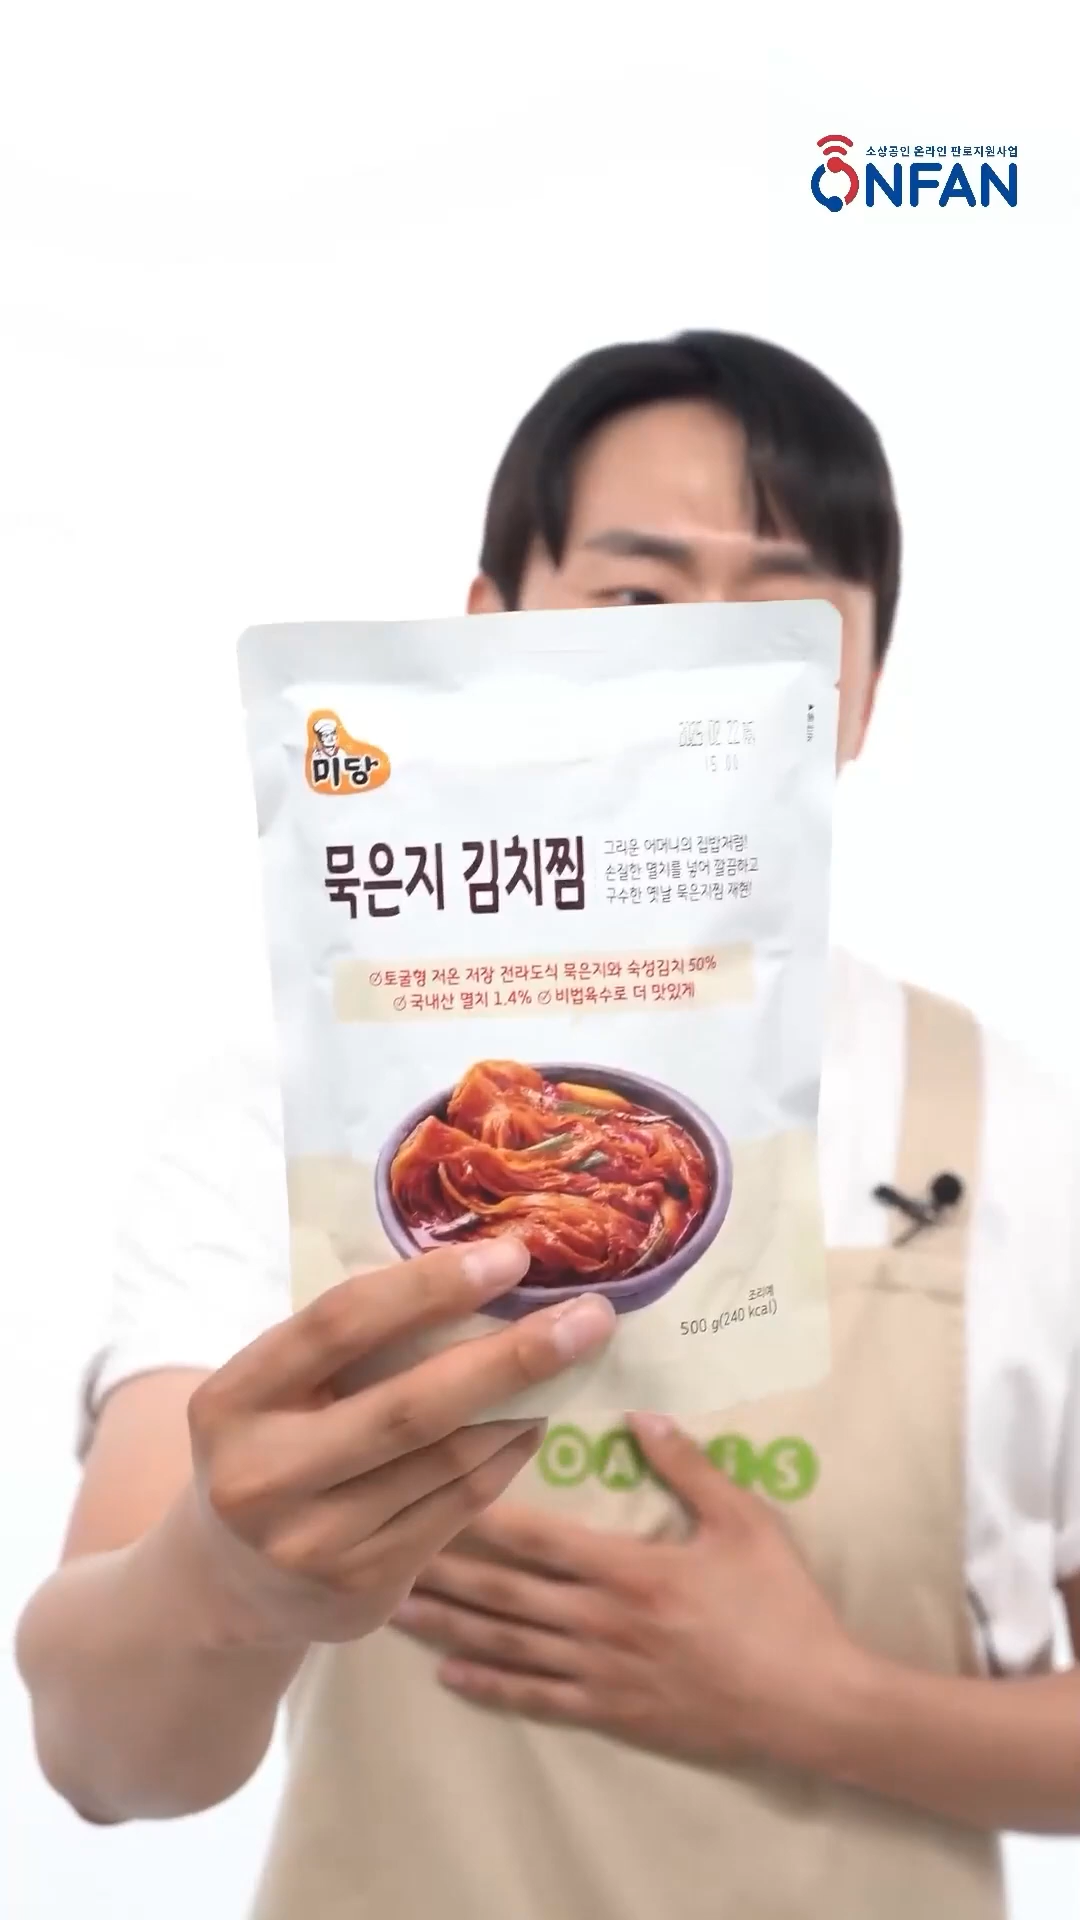 소상공인 온라인 판로지원사업
ONFAN
미당
2025 02 22
15 00
묵은지 김치찜
그리운 어머니의 집밥처럼!
손질한 멸치를 넣어 깔끔하고
구수한 옛날 묵은지찜 재현!
토굴형 저온 저장 전라도식 묵은지와 숙성김치 50%
국내산 멸치 1.4% 비법육수로 더 맛있게
조리예
500 g(240 kcal)